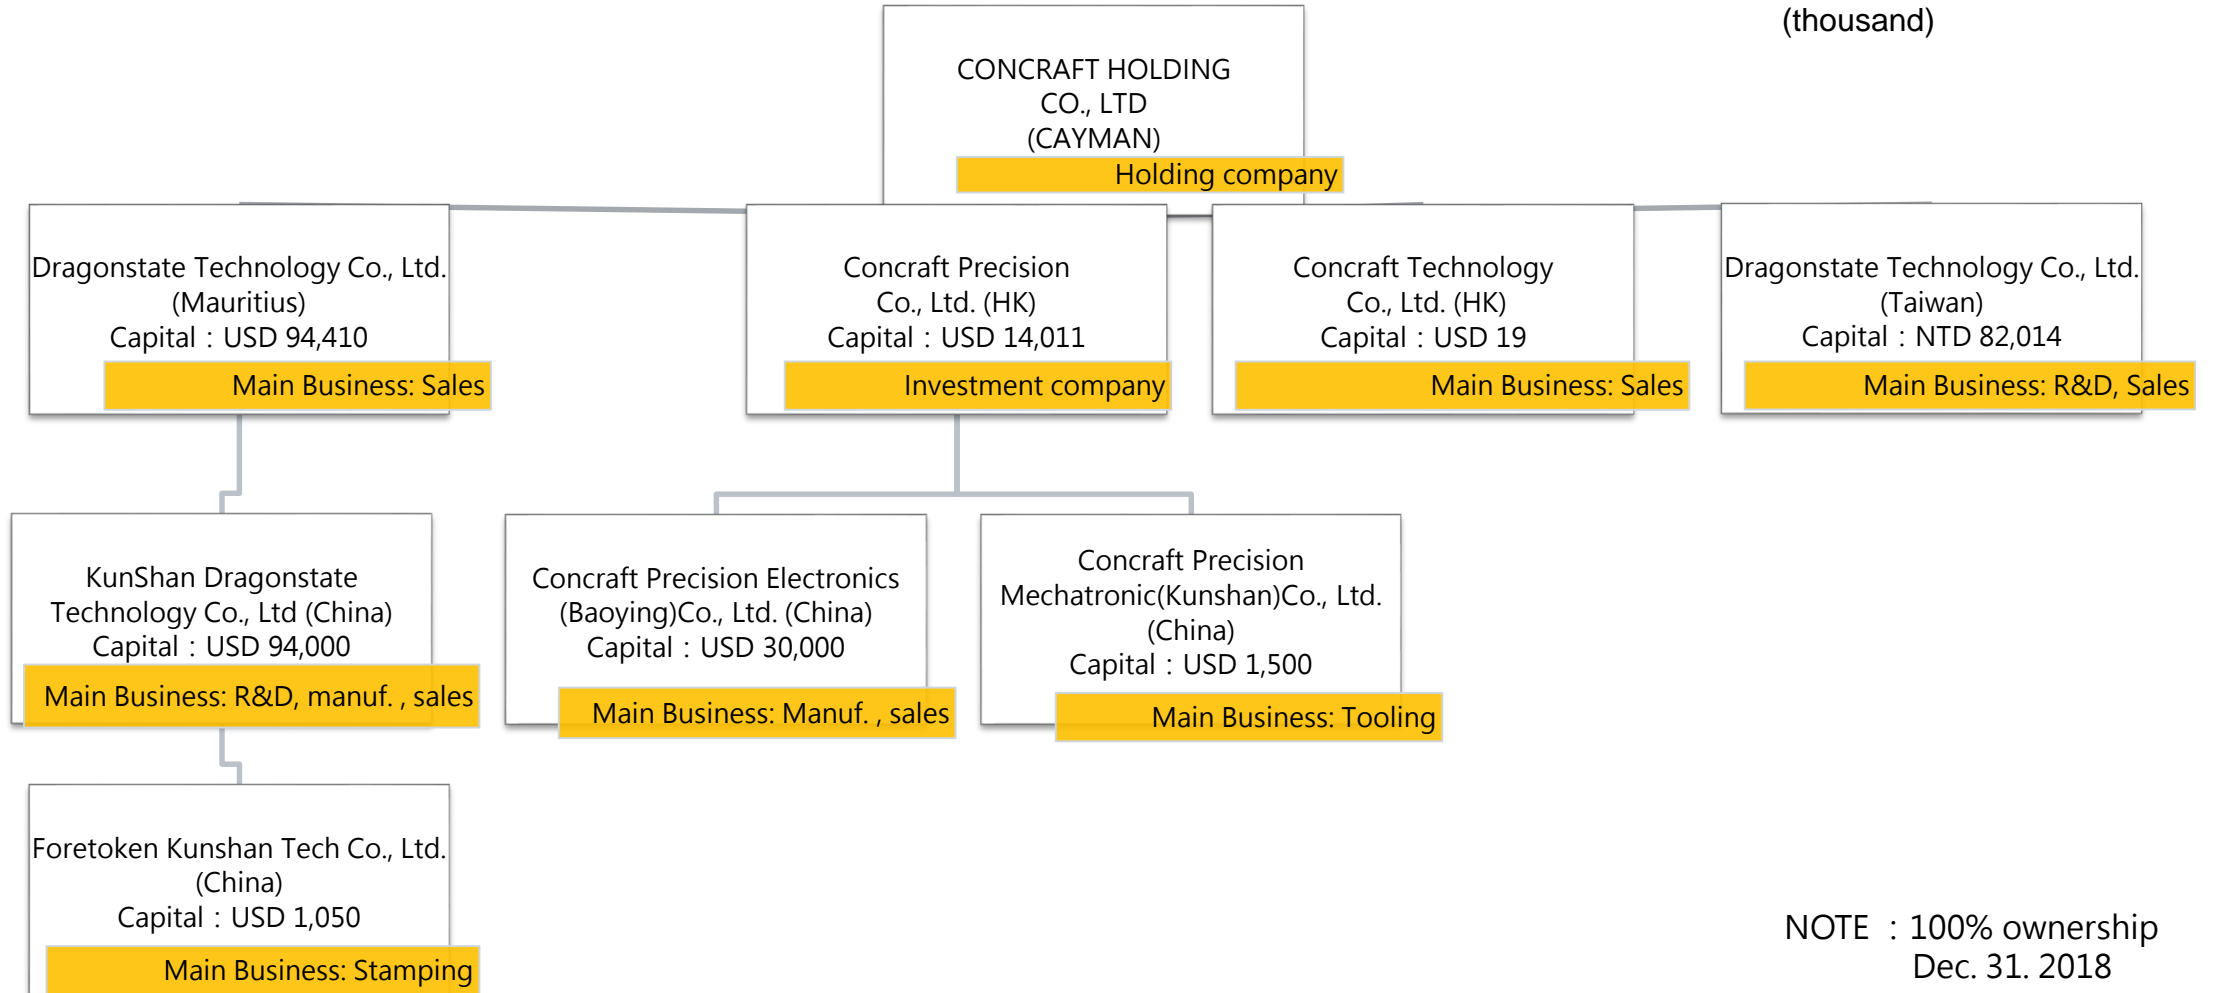 (thousand)
CONCRAFT HOLDING
CO., LTD
(CAYMAN)
Holding company
Dragonstate Technology Co., Ltd.
(Mauritius)
Capital：USD 94,410
Main Business: Sales
Concraft Precision
Co., Ltd. (HK)
Capital：USD 14,011
Investment company
Concraft Technology
Co., Ltd. (HK)
Capital：USD 19
Main Business: Sales
Dragonstate Technology Co., Ltd.
(Taiwan)
Capital：NTD 82,014
Main Business: R&D, Sales
KunShan Dragonstate
Technology Co., Ltd (China)
Capital：USD 94,000
Main Business: R&D, manuf. , sales
Concraft Precision Electronics
(Baoying)Co., Ltd. (China)
Capital：USD 30,000
Main Business: Manuf. , sales
Concraft Precision
Mechatronic(Kunshan)Co., Ltd.
(China)
Capital：USD 1,500
Main Business: Tooling
Foretoken Kunshan Tech Co., Ltd.
(China)
Capital：USD 1,050
Main Business: Stamping
NOTE ：100% ownership
Dec. 31. 2018